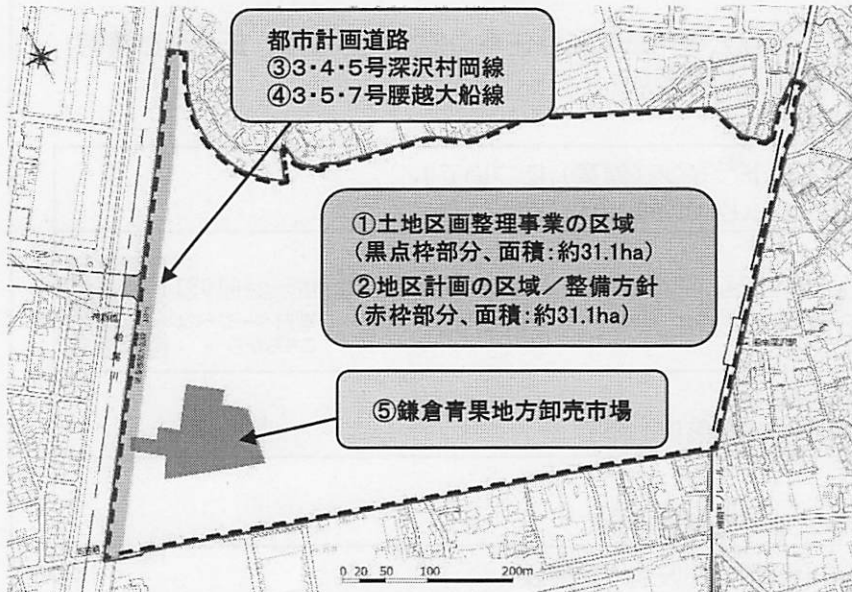 都市計画道路
③3・4・5号深沢村岡線
④3・5・7号腰越大船線
①土地区画整理事業の区域
（黒点枠部分、面積：約31.1ha）
②地区計画の区域／整備方針
（赤枠部分、面積：約31.1ha）
⑤鎌倉青果地方卸売市場
0 20 50 100 200m